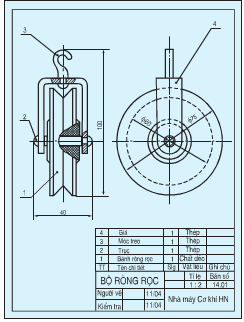 4
3
2
1
100
40
Ø60
Ø75
4 Giá 1 Thép
3 Móc treo 1 Thép
2 Trục 1 Thép
1 Bánh ròng rọc 1 Chất dẻo
TT Tên chi tiết Slg Vật liệu Ghi chú
BỘ RÒNG RỌC
Tỉ lệ Bản số
1 : 2 14.01
Người vẽ 11/04
Kiểm tra 11/04
Nhà máy Cơ khí HN